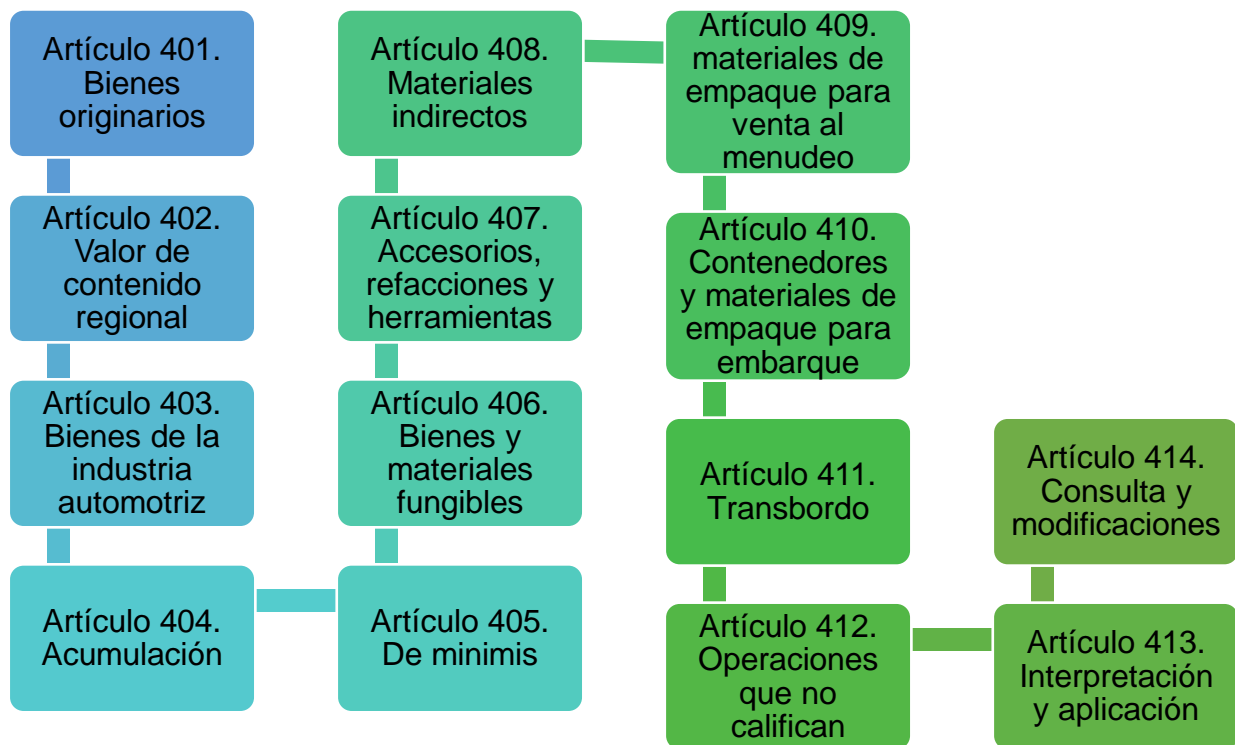 Artículo 401.
Bienes
originarios
Artículo 402.
Valor de
contenido
regional
Artículo 403.
Bienes de la
industria
automotriz
Artículo 404.
Acumulación
Artículo 405.
De minimis
Artículo 406.
Bienes y
materiales
fungibles
Artículo 407.
Accesorios,
refacciones y
herramientas
Artículo 408.
Materiales
indirectos
Artículo 409.
materiales de
empaque para
venta al
menudeo
Artículo 410.
Contenedores
y materiales de
empaque para
embarque
Artículo 411.
Transbordo
Artículo 412.
Operaciones
que no
califican
Artículo 413.
Interpretación
y aplicación
Artículo 414.
Consulta y
modificaciones